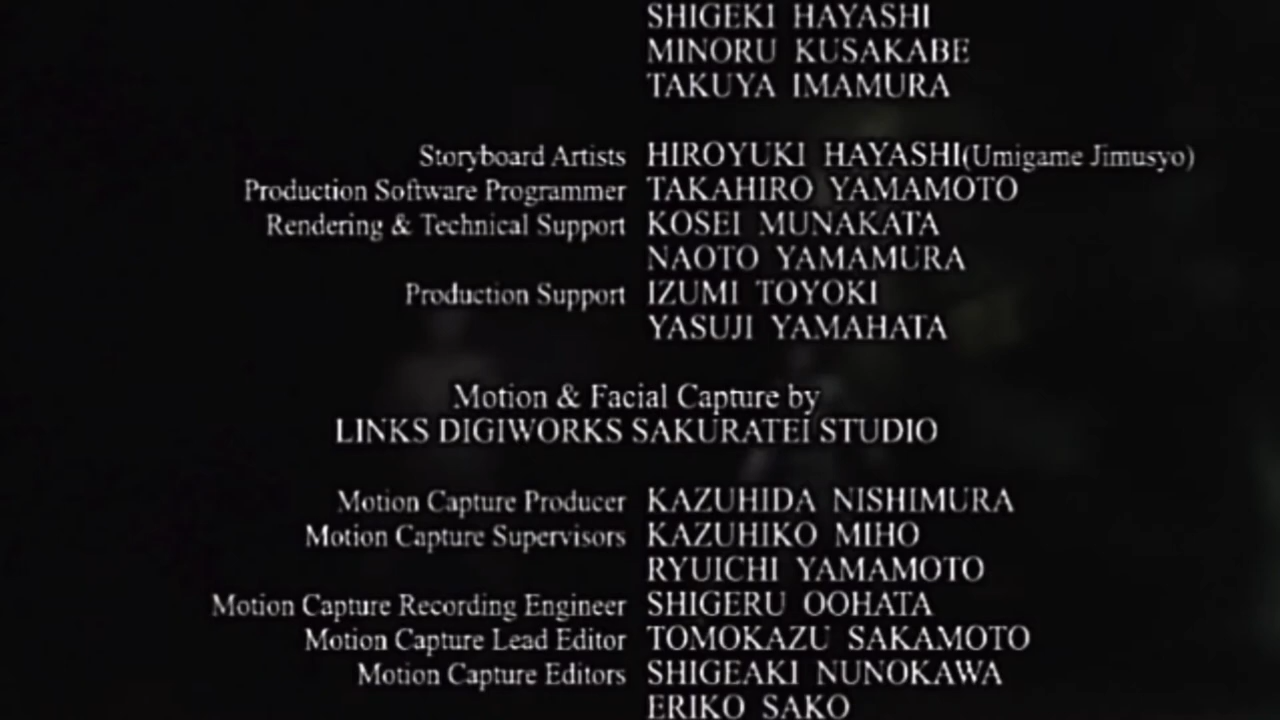 SHIGEKI HAYASHI
MINORU KUSAKABE
TAKUYA IMAMURA
Storyboard Artists HIROYUKI HAYASHI(Umigame Jimusyo)
Production Software Programmer TAKAHIRO YAMAMOTO
Rendering & Technical Support KOSEI MUNAKATA
NAOTO YAMAMURA
Production Support IZUMI TOYOKI
YASUJI YAMAHATA
Motion & Facial Capture by
LINKS DIGIWORKS SAKURATEI STUDIO
Motion Capture Producer KAZUHIDA NISHIMURA
Motion Capture Supervisors KAZUHIKO MIHO
RYUICHI YAMAMOTO
Motion Capture Recording Engineer SHIGERU OOHATA
Motion Capture Lead Editor TOMOKAZU SAKAMOTO
Motion Capture Editors SHIGEAKI NUNOKAWA
ERIKO SAKO